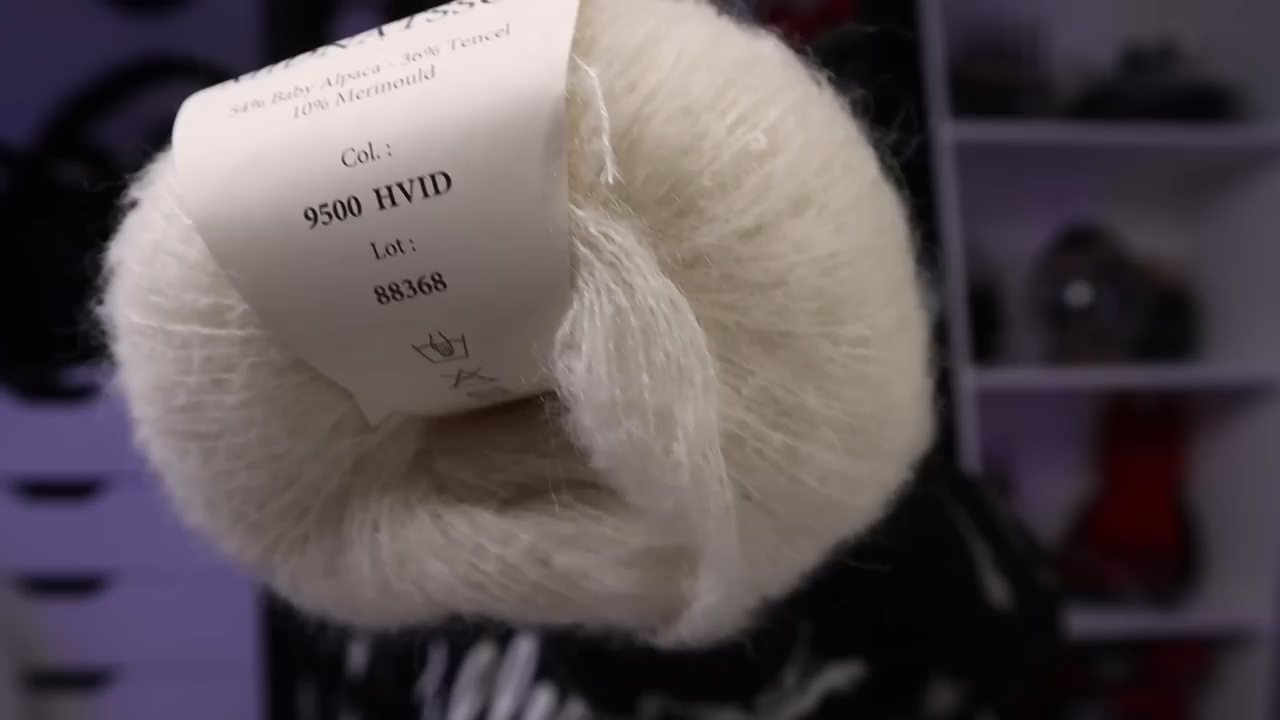 54% Baby Alpaca - 36% Tencel
10% Merinould
Col. :
9500 HVID
Lot :
88368